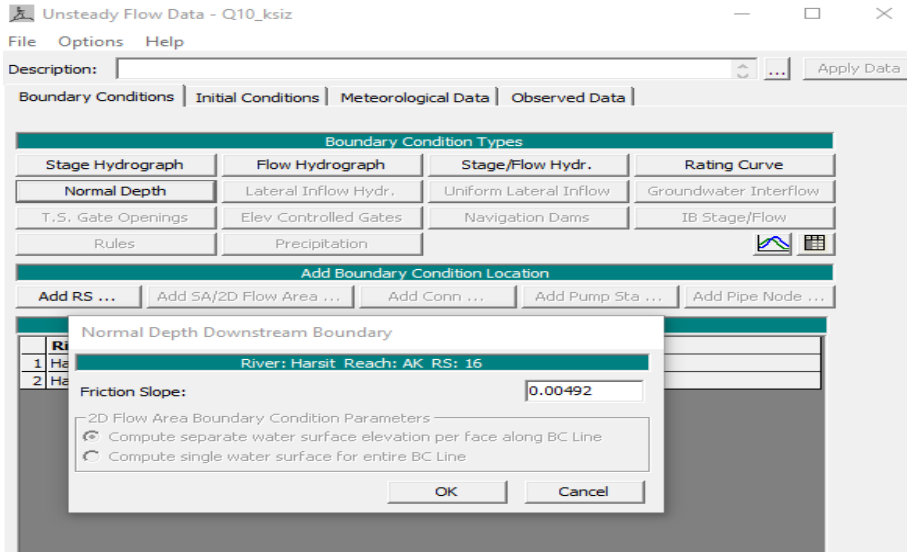 Unsteady Flow Data - Q10_ksiz
File Options Help
Description: ... Apply Data
Boundary Conditions Initial Conditions Meteorological Data Observed Data
Boundary Condition Types
Stage Hydrograph Flow Hydrograph Stage/Flow Hydr. Rating Curve
Normal Depth Lateral Inflow Hydr. Uniform Lateral Inflow Groundwater Interflow
T.S. Gate Openings Elev Controlled Gates Navigation Dams IB Stage/Flow
Rules Precipitation
Add Boundary Condition Location
Add RS ... Add SA/2D Flow Area ... Add Conn ... Add Pump Sta ... Add Pipe Node ...
Normal Depth Downstream Boundary
Ri
River: Harsit Reach: AK RS: 16
1 Ha
2 Ha
Friction Slope: 0.00492
2D Flow Area Boundary Condition Parameters
Compute separate water surface elevation per face along BC Line
Compute single water surface for entire BC Line
OK Cancel